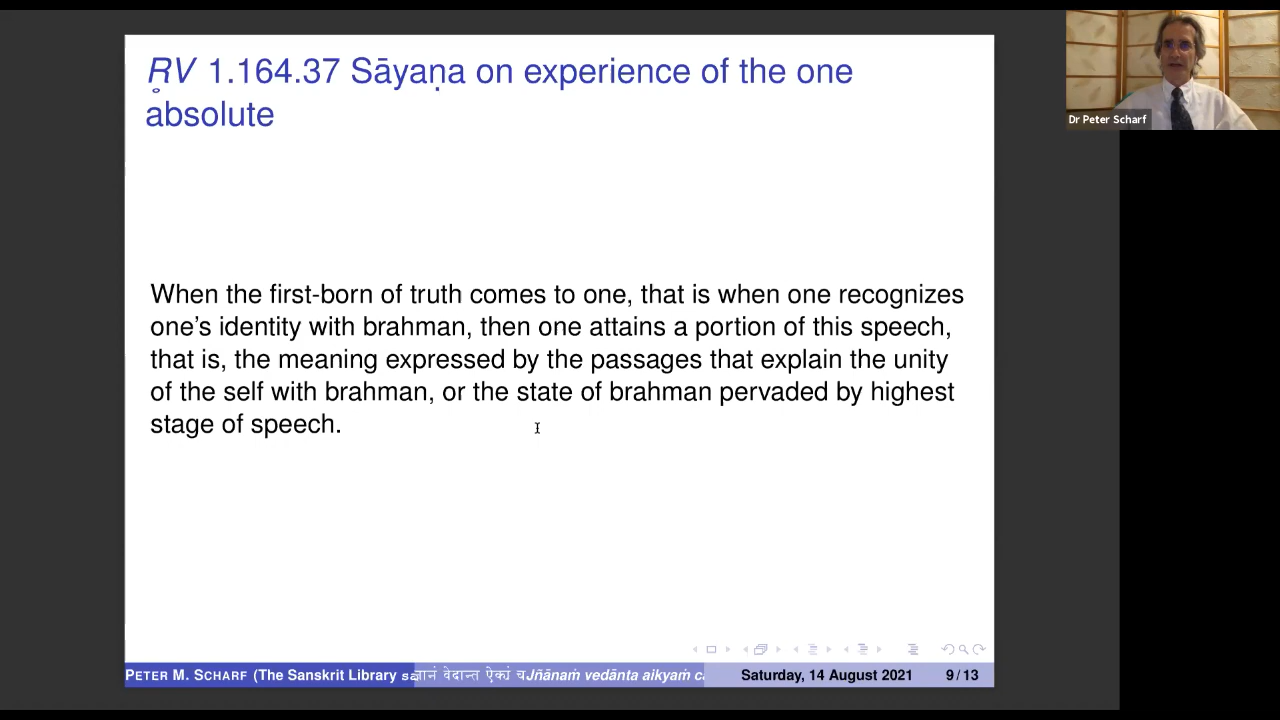 R̥V 1.164.37 Sāyaṇa on experience of the one
absolute
Dr Peter Scharf
When the first-born of truth comes to one, that is when one recognizes
one's identity with brahman, then one attains a portion of this speech,
that is, the meaning expressed by the passages that explain the unity
of the self with brahman, or the state of brahman pervaded by highest
stage of speech.
PETER M. SCHARF (The Sanskrit Library वेदान्त ऐक्यं च Jñānaṁ vedānta aikyaṁ Saturday, 14 August 2021 9 / 13